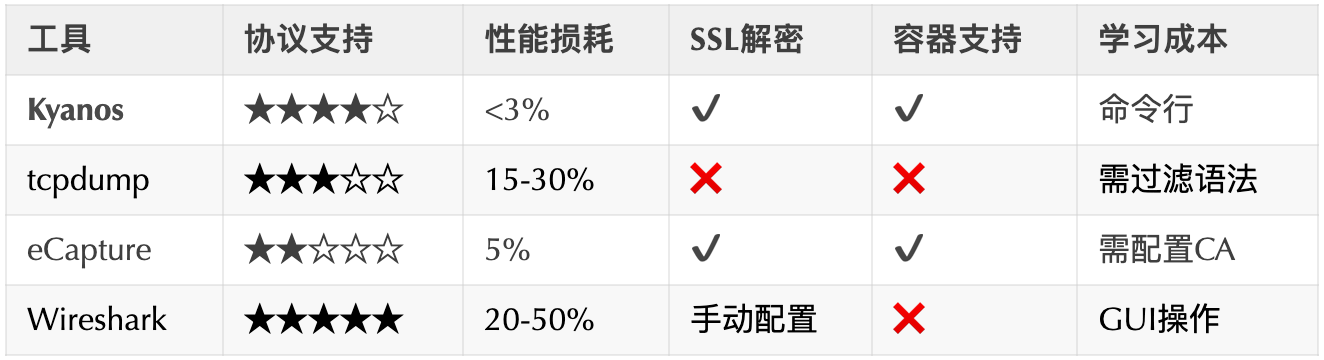 工具 协议支持 性能损耗 SSL解密 容器支持 学习成本
Kyanos ★★★★☆ <3% ✔ ✔ 命令行
tcpdump ★★★☆☆ 15-30% ❌ ❌ 需过滤语法
eCapture ★★☆☆☆ 5% ✔ ✔ 需配置CA
Wireshark ★★★★★ 20-50% 手动配置 ❌ GUI操作